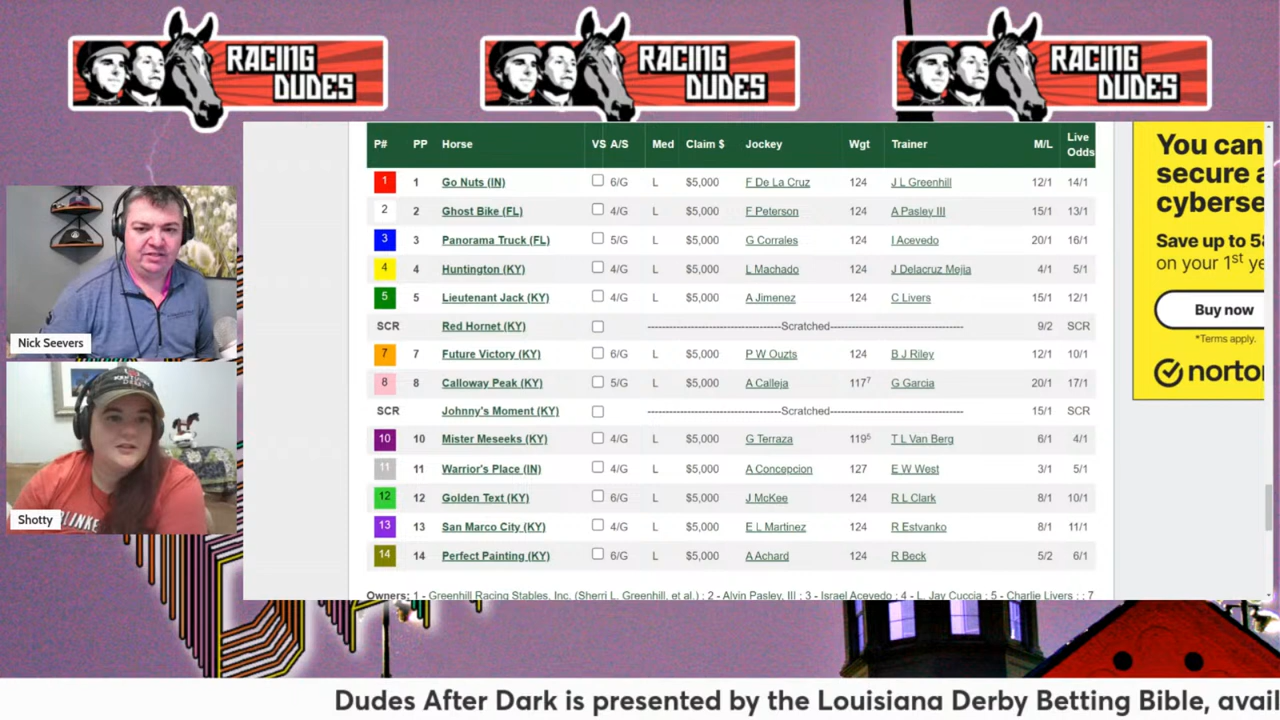 RACING
DUDES
RACING
DUDES
RACING
DUDES
P# PP Horse VS A/S Med Claim $ Jockey Wgt Trainer M/L Live Odds
1 1 Go Nuts (IN) 6/G L $5,000 F De La Cruz 124 J L Greenhill 12/1 14/1
2 2 Ghost Bike (FL) 4/G L $5,000 F Peterson 124 A Pasley III 15/1 13/1
3 3 Panorama Truck (FL) 5/G L $5,000 G Corrales 124 I Acevedo 20/1 16/1
4 4 Huntington (KY) 4/G L $5,000 L Machado 124 J Delacruz Mejia 4/1 5/1
5 5 Lieutenant Jack (KY) 4/G L $5,000 A Jimenez 124 C Livers 15/1 12/1
SCR Red Hornet (KY) ----------------------------------------Scratched---------------------------------------- 9/2 SCR
7 7 Future Victory (KY) 6/G L $5,000 P W Ouzts 124 B J Riley 12/1 10/1
8 8 Calloway Peak (KY) 5/G L $5,000 A Calleja 117⁷ G Garcia 20/1 17/1
SCR Johnny's Moment (KY) ----------------------------------------Scratched---------------------------------------- 15/1 SCR
10 10 Mister Meseeks (KY) 4/G L $5,000 G Terraza 119⁵ T L Van Berg 6/1 4/1
11 11 Warrior's Place (IN) 4/G L $5,000 A Concepcion 127 E W West 3/1 5/1
12 12 Golden Text (KY) 6/G L $5,000 J McKee 124 R L Clark 8/1 10/1
13 13 San Marco City (KY) 4/G L $5,000 E L Martinez 124 R Estvanko 8/1 11/1
14 14 Perfect Painting (KY) 6/G L $5,000 A Achard 124 R Beck 5/2 6/1
Owners: 1 - Greenhill Racing Stables, Inc. (Sherri L. Greenhill, et al.) ; 2 - Alvin Pasley, III ; 3 - Israel Acevedo ; 4 - L. Jay Cuccia ; 5 - Charlie Livers ; ; 7
You can
secure a
cyberse
Save up to 58
on your 1st ye
Buy now
*Terms apply.
norto
Nick Seevers
Shotty
Dudes After Dark is presented by the Louisiana Derby Betting Bible, avail